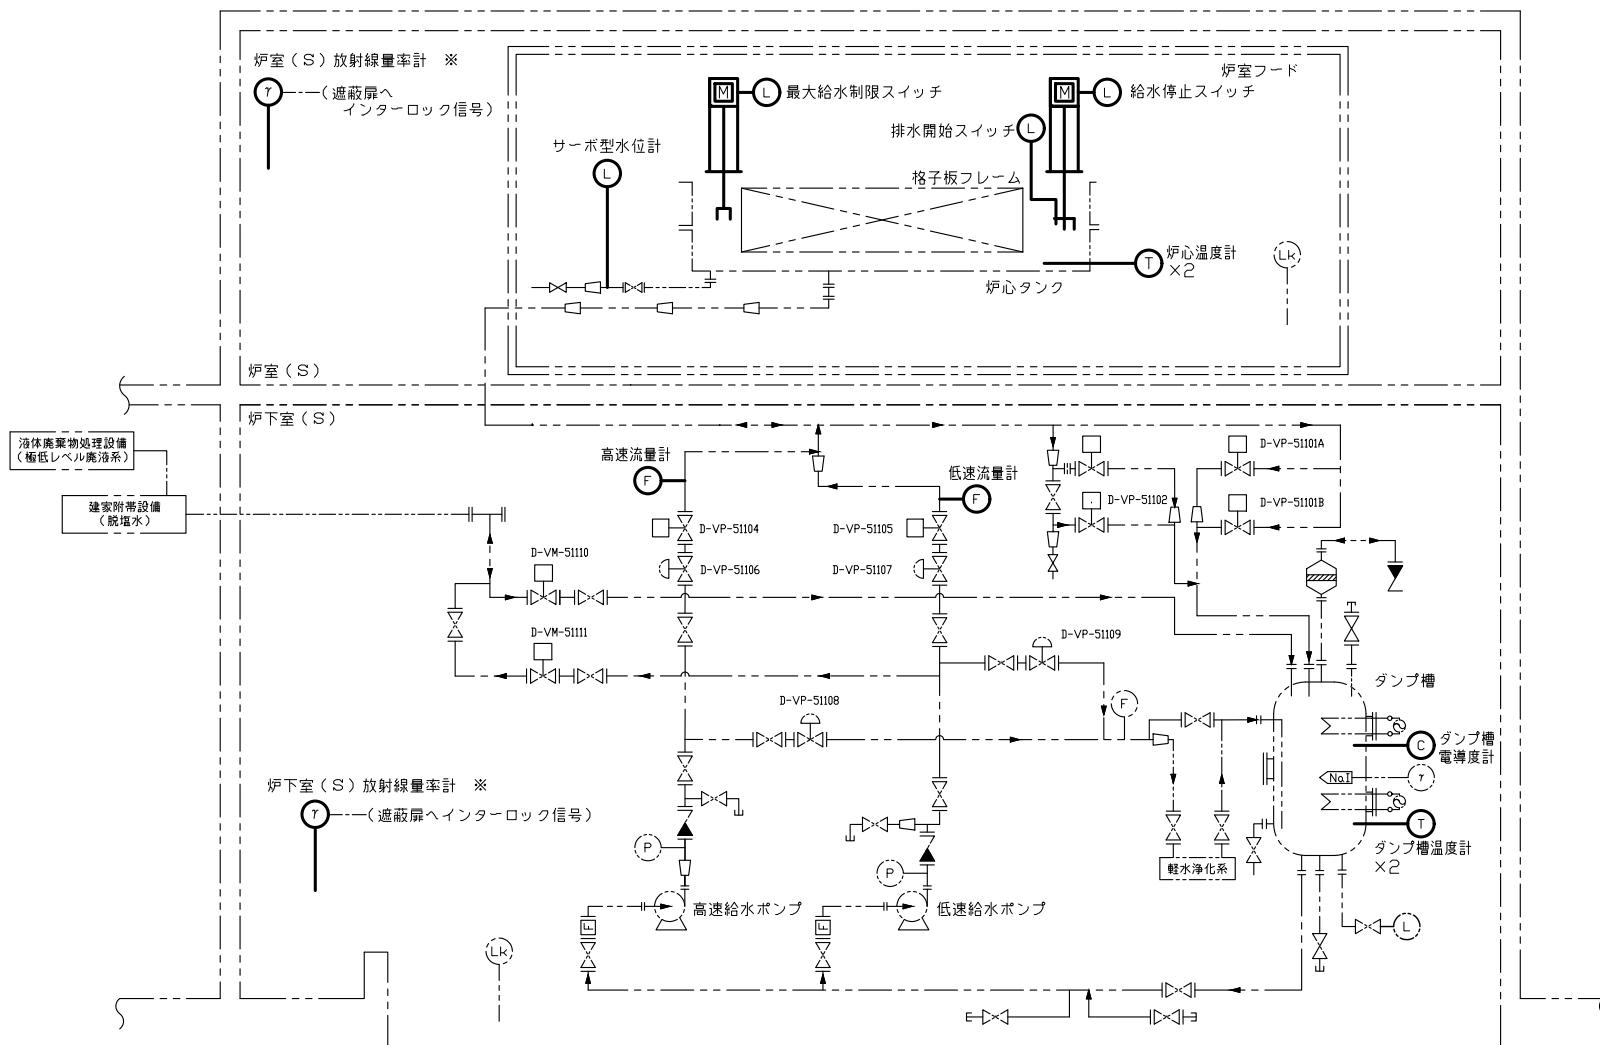 炉室(S)放射線量率計 ※
γ
(遮蔽扉へ
インターロック信号)
炉室フード
M
L
最大給水制限スイッチ
M
L
給水停止スイッチ
排水開始スイッチ
L
サーボ型水位計
L
格子板フレーム
T
炉心温度計
×2
Lk
炉心タンク
炉室(S)
炉下室(S)
液体廃棄物処理設備
(極低レベル廃液系)
建家附帯設備
(脱塩水)
高速流量計
F
低速流量計
F
D-VP-51101A
D-VP-51102
D-VP-51101B
D-VP-51104
D-VP-51105
D-VM-51110
D-VP-51106
D-VP-51107
D-VM-51111
D-VP-51109
D-VP-51108
F
ダンプ槽
C
ダンプ槽
電導度計
NaI
γ
T
ダンプ槽温度計
×2
炉下室(S)放射線量率計 ※
γ
(遮蔽扉へインターロック信号)
P
P
軽水浄化系
高速給水ポンプ
低速給水ポンプ
F
F
L
Lk